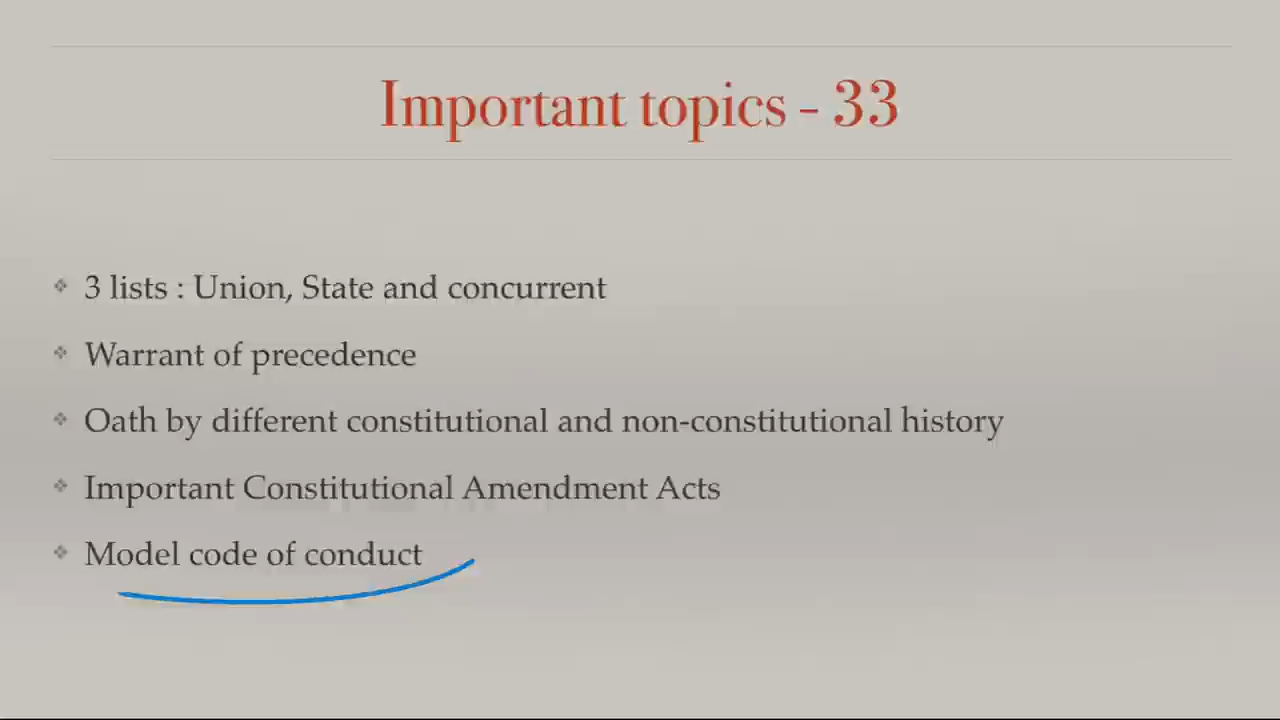 Important topics - 33
3 lists : Union, State and concurrent
Warrant of precedence
Oath by different constitutional and non-constitutional history
Important Constitutional Amendment Acts
Model code of conduct